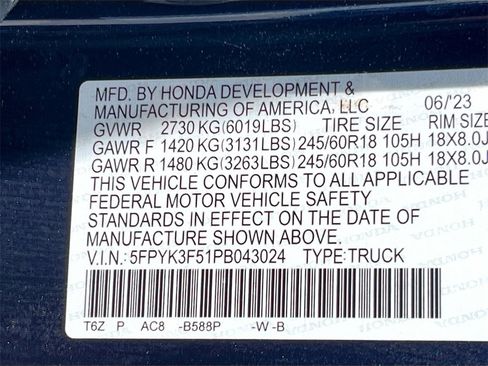 MFD. BY HONDA DEVELOPMENT &
MANUFACTURING OF AMERICA, LLC 06/'23
GVWR 2730 KG(6019LBS) TIRE SIZE RIM SIZE
GAWR F 1420 KG(3131LBS) 245/60R18 105H 18X8.0J
GAWR R 1480 KG(3263LBS) 245/60R18 105H 18X8.0J
THIS VEHICLE CONFORMS TO ALL APPLICABLE
FEDERAL MOTOR VEHICLE SAFETY
STANDARDS IN EFFECT ON THE DATE OF
MANUFACTURE SHOWN ABOVE.
V.I.N.: 5FPYK3F51PB043024 TYPE:TRUCK
T6Z P AC8 -B588P -W -B